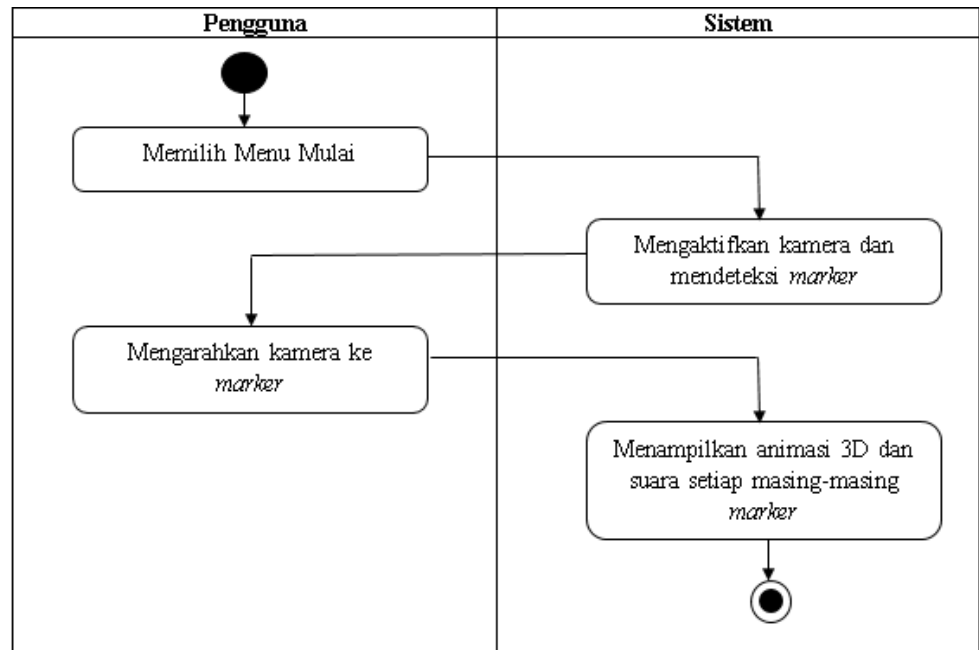 Pengguna
Sistem
Memilih Menu Mulai
Mengaktifkan kamera dan
mendeteksi marker
Mengarahkan kamera ke
marker
Menampilkan animasi 3D dan
suara setiap masing-masing
marker